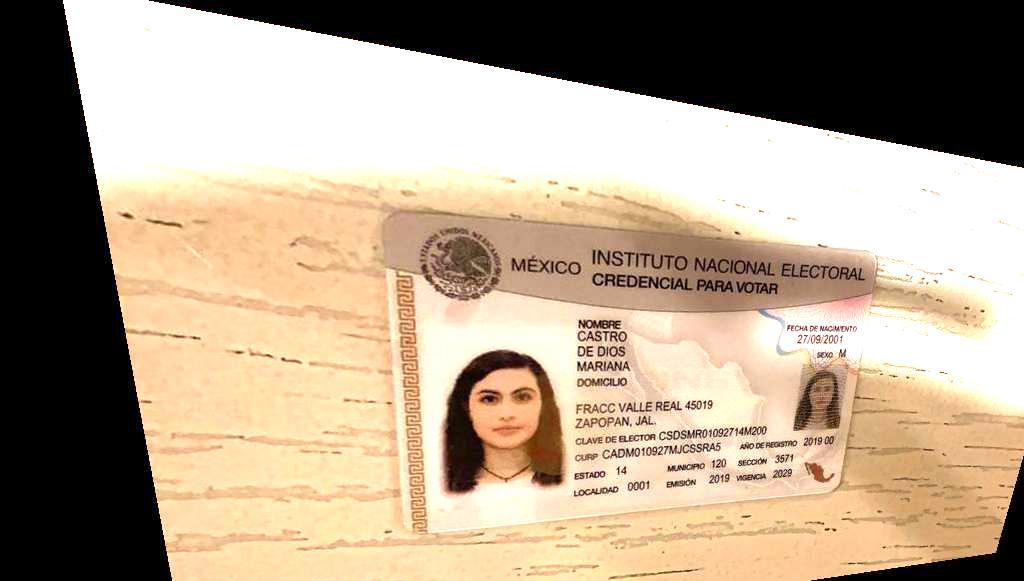 ESTADOS UNIDOS MEXICANOS
MÉXICO
INSTITUTO NACIONAL ELECTORAL
CREDENCIAL PARA VOTAR
NOMBRE
CASTRO
DE DIOS
MARIANA
FECHA DE NACIMIENTO
27/09/2001
SEXO M
DOMICILIO
FRACC VALLE REAL 45019
ZAPOPAN, JAL.
CLAVE DE ELECTOR CSDSMR01092714M200
CURP CADM010927MJCSSRA5 AÑO DE REGISTRO 2019 00
ESTADO 14 MUNICIPIO 120 SECCIÓN 3571
LOCALIDAD 0001 EMISIÓN 2019 VIGENCIA 2029